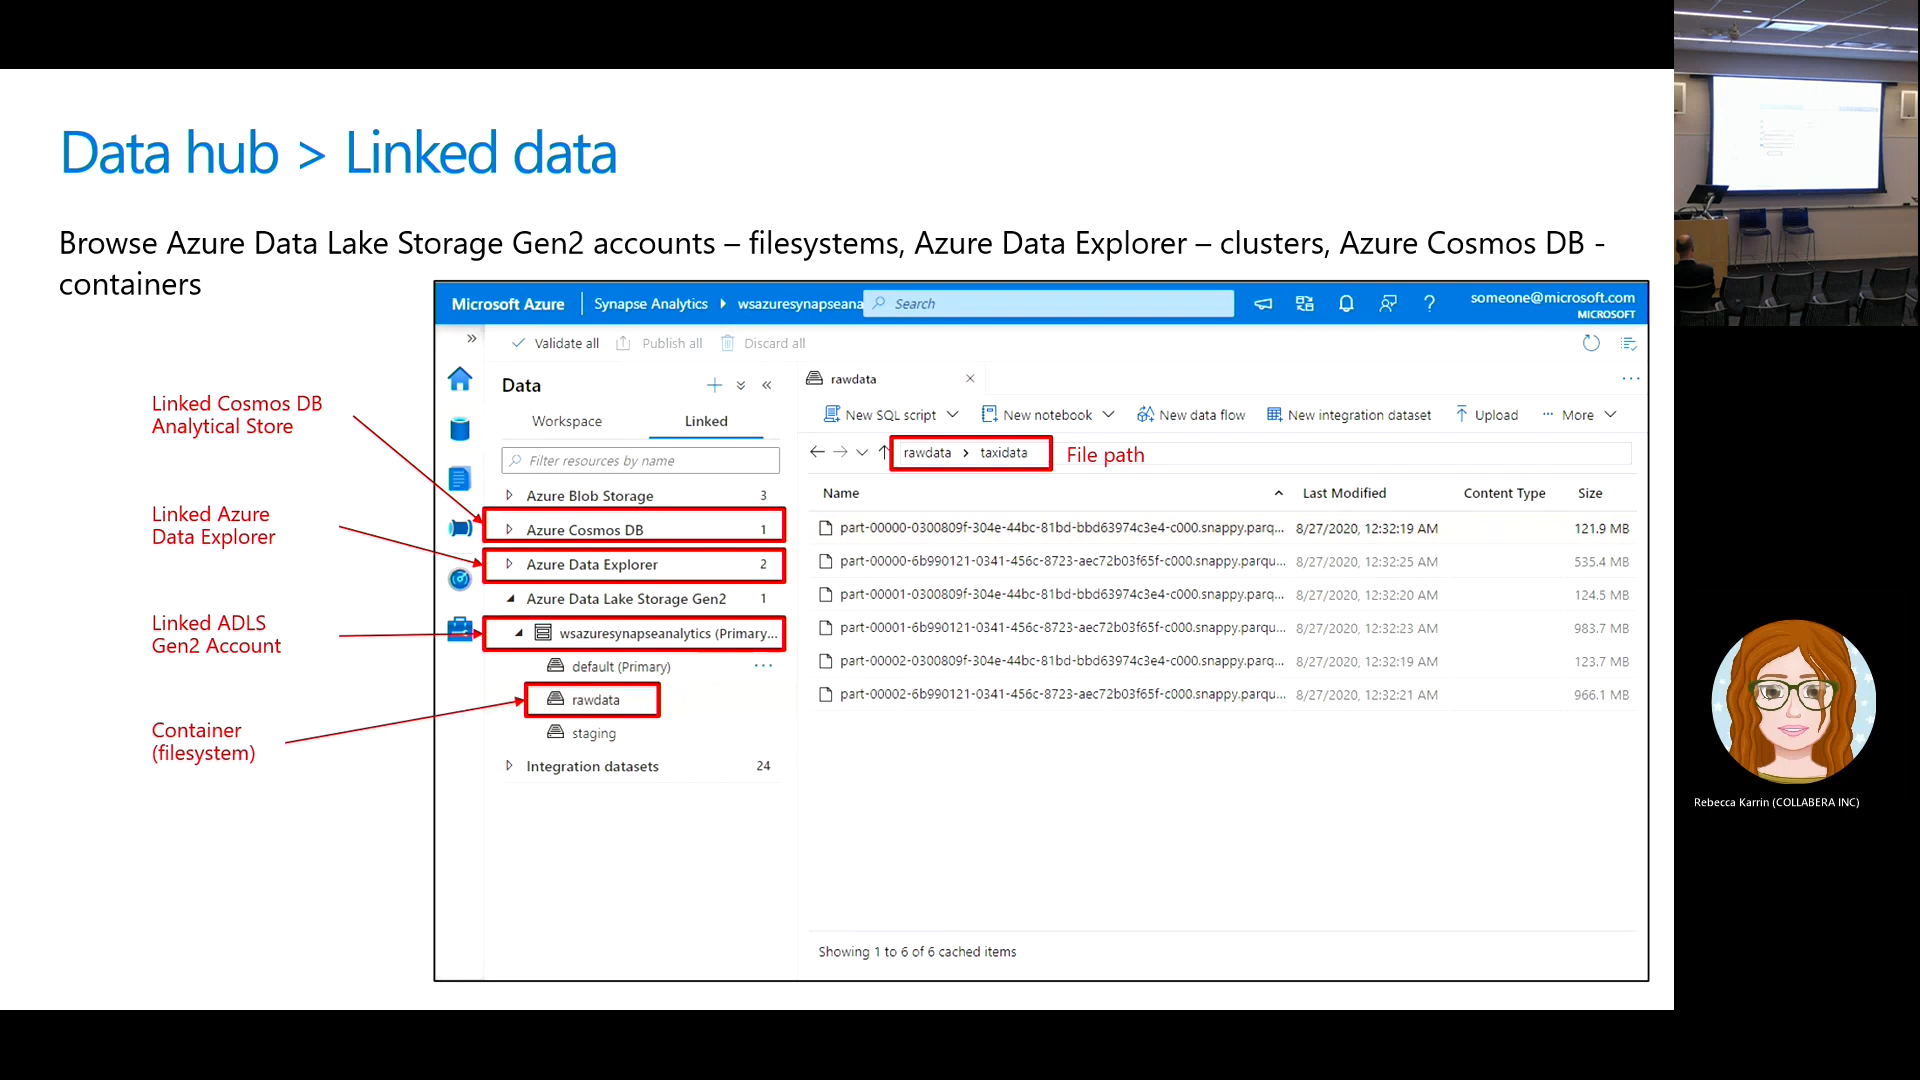 Data hub > Linked data
Browse Azure Data Lake Storage Gen2 accounts – filesystems, Azure Data Explorer – clusters, Azure Cosmos DB -
containers
Linked Cosmos DB
Analytical Store
Linked Azure
Data Explorer
Linked ADLS
Gen2 Account
Container
(filesystem)
Microsoft Azure
Synapse Analytics
wsazuresynapseana
Search
?
someone@microsoft.com
MICROSOFT
Validate all
Publish all
Discard all
Data
Workspace
Linked
Filter resources by name
Azure Blob Storage 3
Azure Cosmos DB 1
Azure Data Explorer 2
Azure Data Lake Storage Gen2 1
wsazuresynapseanalytics (Primary...
default (Primary) ...
rawdata
staging
Integration datasets 24
rawdata
New SQL script
New notebook
New data flow
New integration dataset
Upload
... More
rawdata > taxidata
File path
Name Last Modified Content Type Size
part-00000-0300809f-304e-44bc-81bd-bbd63974c3e4-c000.snappy.parq... 8/27/2020, 12:32:19 AM 121.9 MB
part-00000-6b990121-0341-456c-8723-aec72b03f65f-c000.snappy.parqu... 8/27/2020, 12:32:25 AM 535.4 MB
part-00001-0300809f-304e-44bc-81bd-bbd63974c3e4-c000.snappy.parq... 8/27/2020, 12:32:20 AM 124.5 MB
part-00001-6b990121-0341-456c-8723-aec72b03f65f-c000.snappy.parqu... 8/27/2020, 12:32:23 AM 983.7 MB
part-00002-0300809f-304e-44bc-81bd-bbd63974c3e4-c000.snappy.parq... 8/27/2020, 12:32:19 AM 123.7 MB
part-00002-6b990121-0341-456c-8723-aec72b03f65f-c000.snappy.parqu... 8/27/2020, 12:32:21 AM 966.1 MB
Showing 1 to 6 of 6 cached items
Rebecca Karrin (COLLABERA INC)